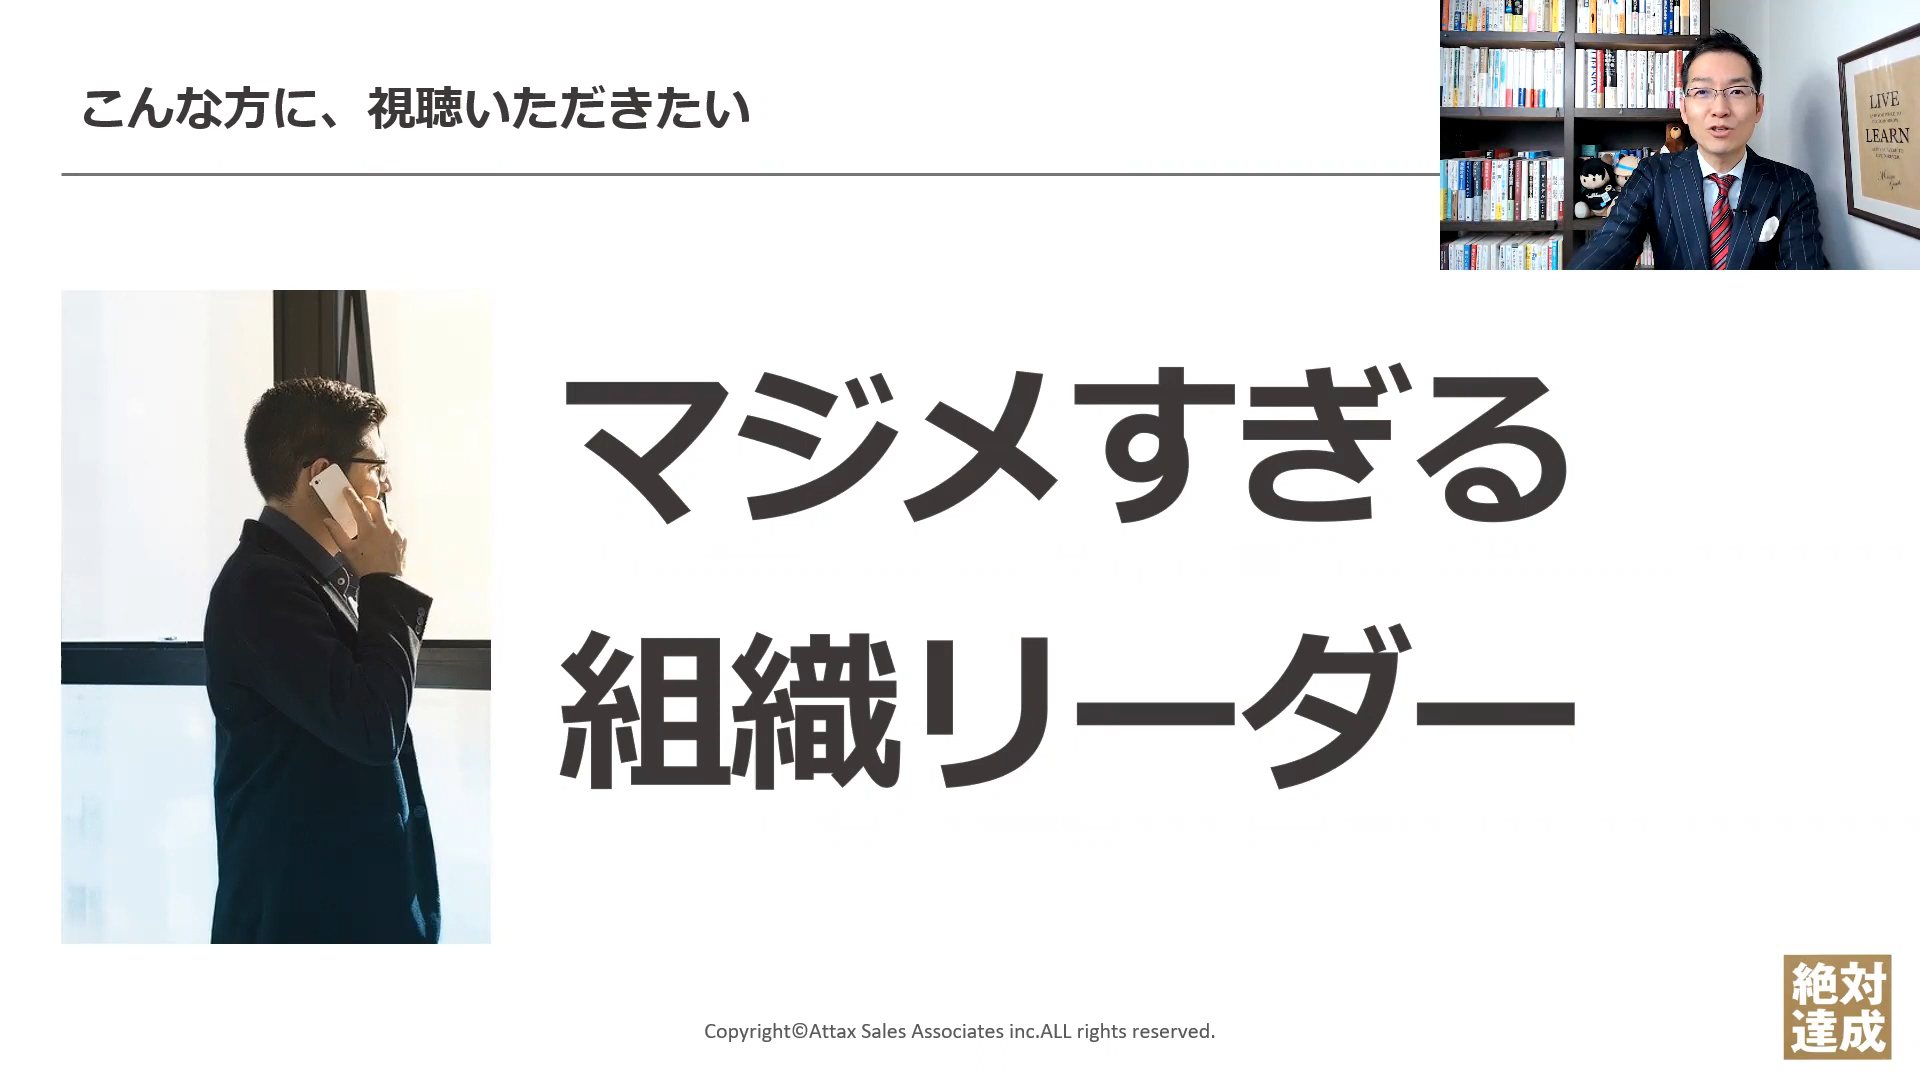 こんな方に、視聴いただきたい
LIVE
LEARN
マジメすぎる
組織リーダー
絶対
達成
Copyright©Attax Sales Associates inc.ALL rights reserved.